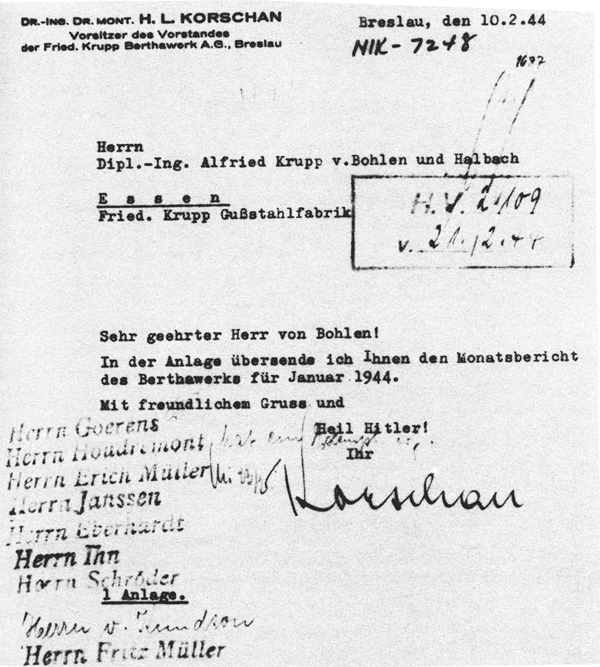 DR.-ING. DR. MONT. H. L. KORSCHAN
Vorsitzer des Vorstandes
der Fried. Krupp Berthawerk A.G., Breslau
Breslau, den 10.2.44
NIK-7248
Herrn
Dipl.-Ing. Alfried Krupp v.Bohlen und Halbach
Essen
Fried. Krupp Gußstahlfabrik
H.V.
v. 21./2.44
Sehr geehrter Herr von Bohlen!
In der Anlage übersende ich Ihnen den Monatsbericht
des Berthawerks für Januar 1944.
Mit freundlichem Gruss und
Heil Hitler!
Ihr
Korschan
Herrn Goerens
Herrn Houdremont
Herrn Erich Müller
Herrn Janssen
Herrn Eberhardt
Herrn Ihn
Herrn Schröder
1 Anlage.
Herrn v.
Herrn Fritz Müller